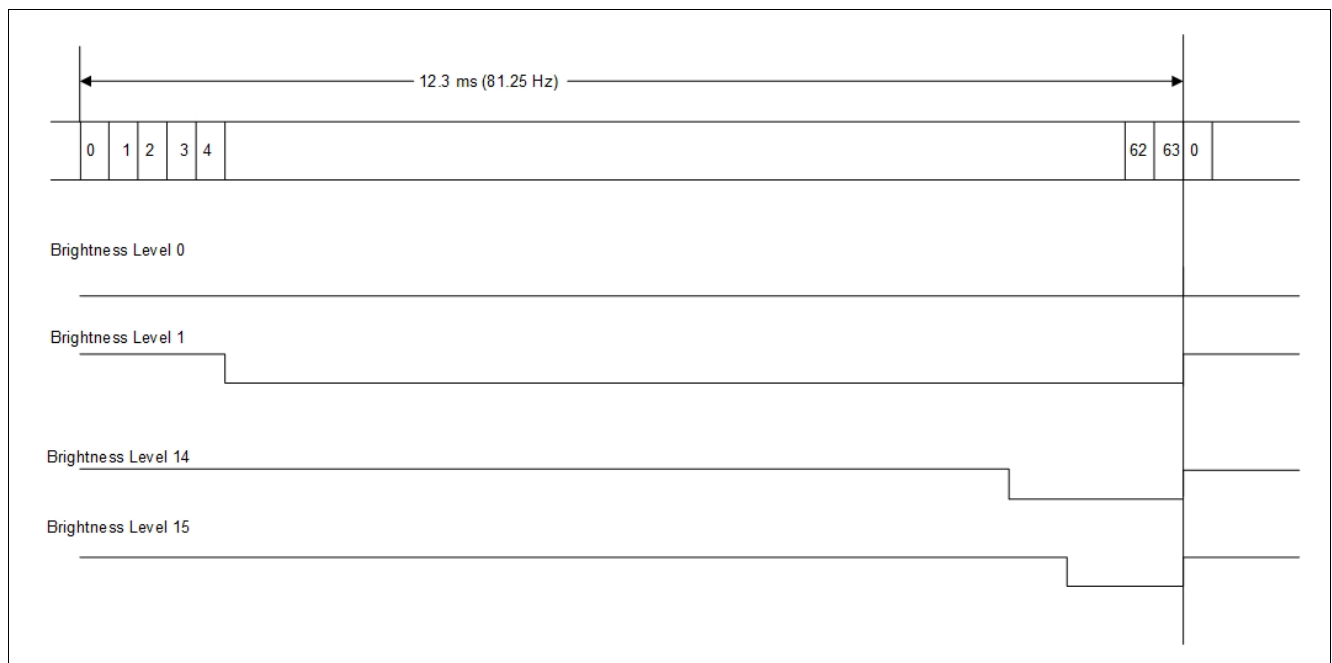 12.3 ms (81.25 Hz)
0 1 2 3 4 62 63 0
Brightness Level 0
Brightness Level 1
Brightness Level 14
Brightness Level 15